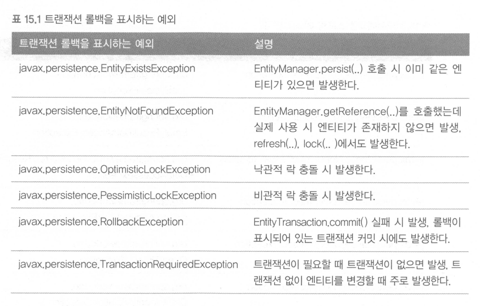 표 15.1 트랜잭션 롤백을 표시하는 예외
트랜잭션 롤백을 표시하는 예외
설명
javax.persistence.EntityExistsException
EntityManager.persist(..) 호출 시 이미 같은 엔
티티가 있으면 발생한다.
javax.persistence.EntityNotFoundException
EntityManager.getReference(..)를 호출했는데
실제 사용 시 엔티티가 존재하지 않으면 발생.
refresh(..), lock(.. )에서도 발생한다.
javax.persistence.OptimisticLockException
낙관적 락 충돌 시 발생한다.
javax.persistence.PessimisticLockException
비관적 락 충돌 시 발생한다.
javax.persistence.RollbackException
EntityTransaction.commit() 실패 시 발생. 롤백이
표시되어 있는 트랜잭션 커밋 시에도 발생한다.
javax.persistence.TransactionRequiredException
트랜잭션이 필요할 때 트랜잭션이 없으면 발생. 트
랜잭션 없이 엔티티를 변경할 때 주로 발생한다.